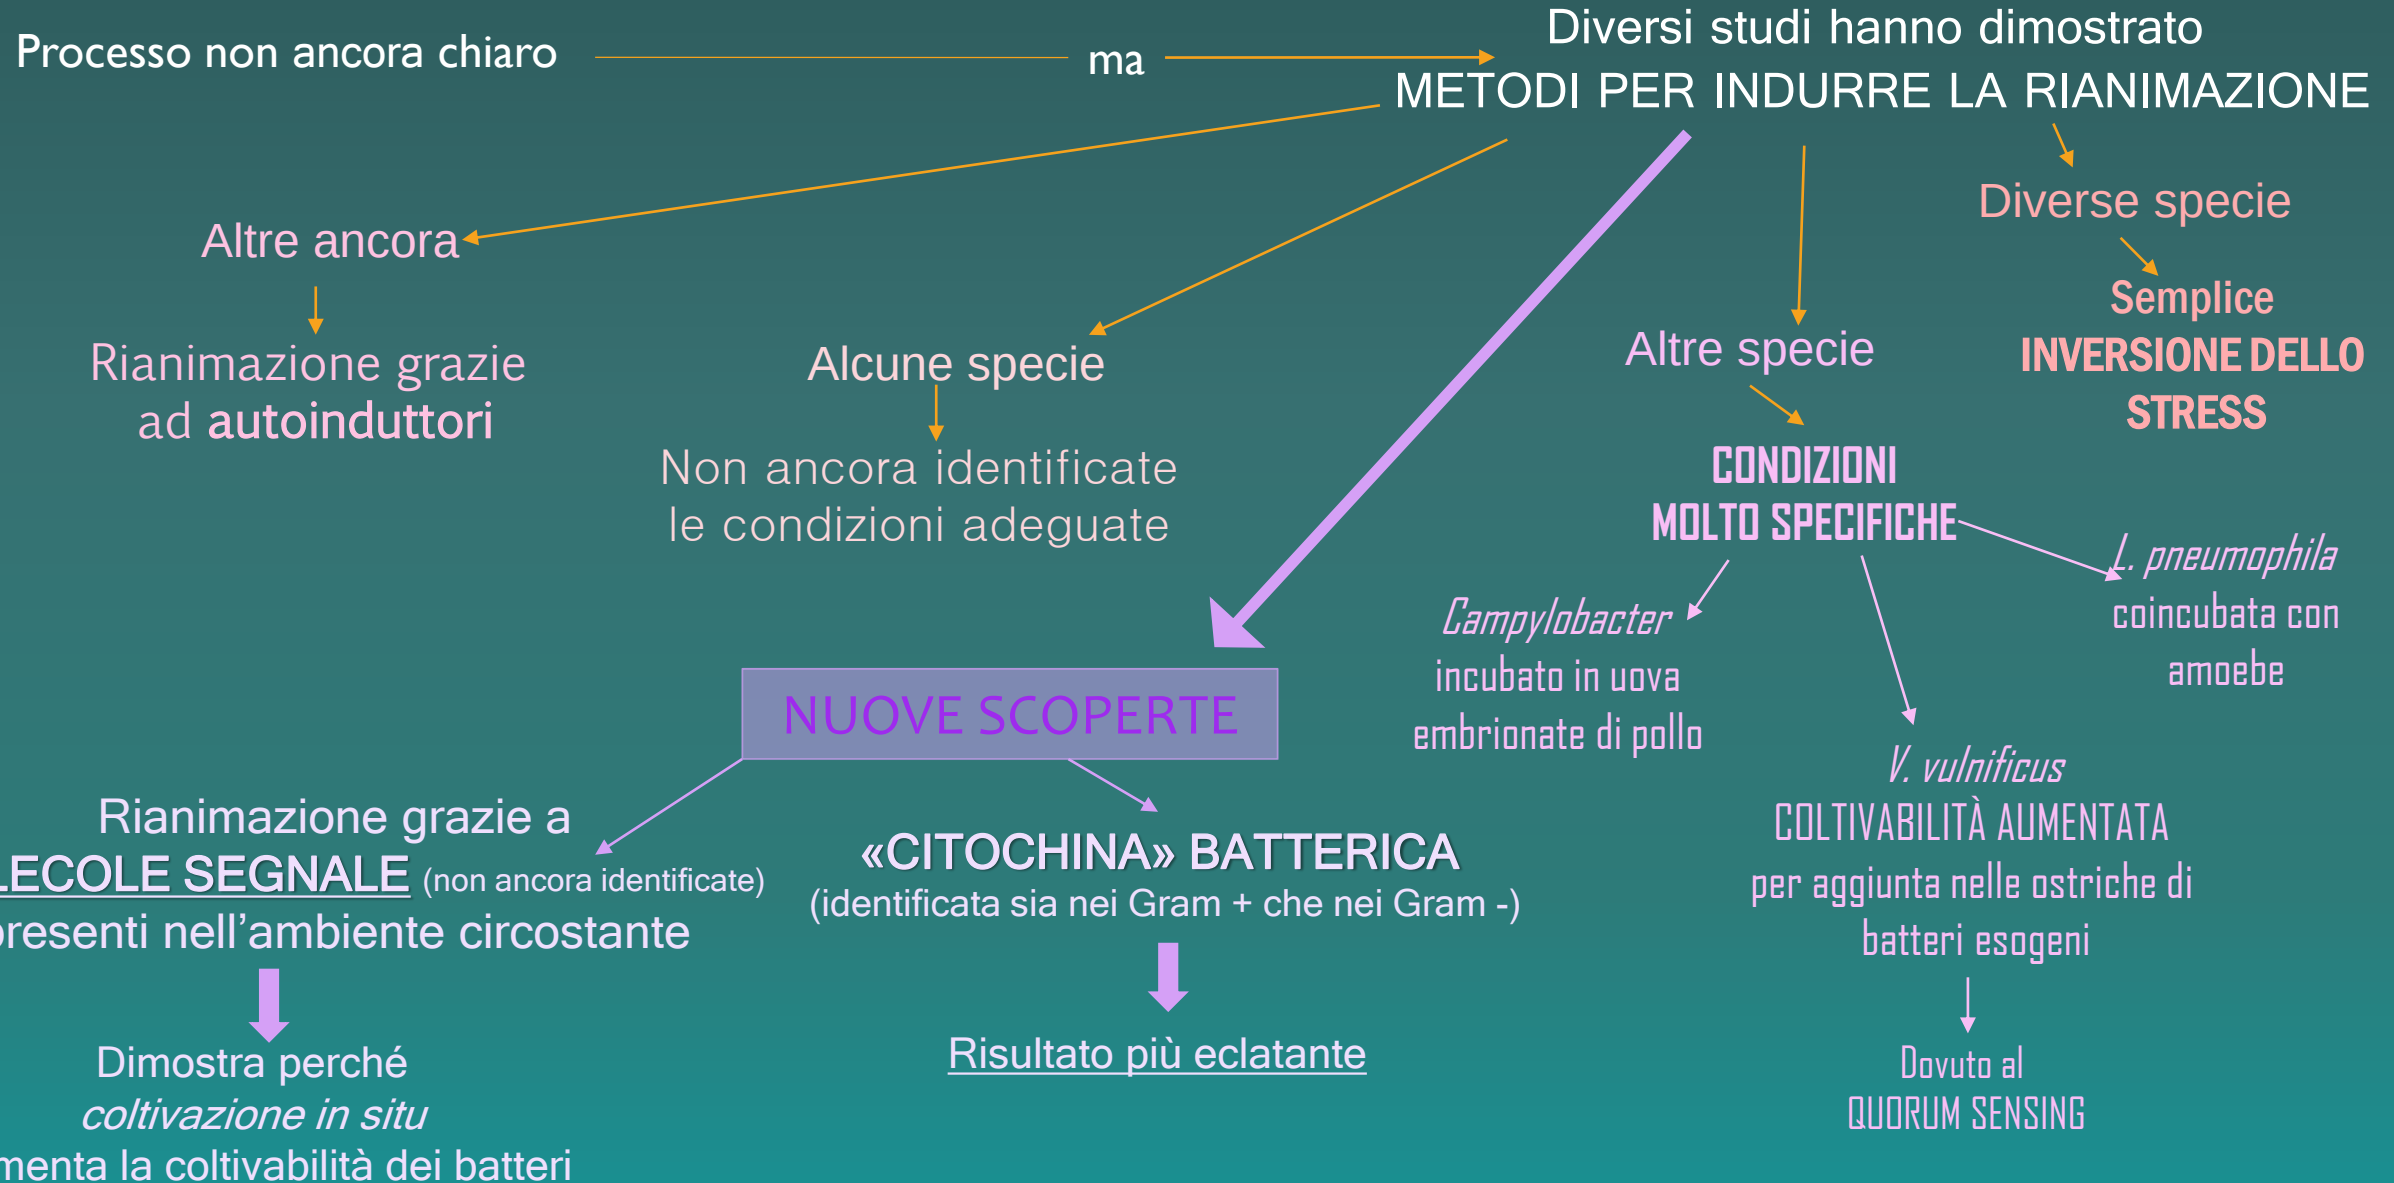 Processo non ancora chiaro
ma
Diversi studi hanno dimostrato
METODI PER INDURRE LA RIANIMAZIONE
Altre ancora
Rianimazione grazie
ad autoinduttori
Alcune specie
Non ancora identificate
le condizioni adeguate
Altre specie
CONDIZIONI
MOLTO SPECIFICHE
Diverse specie
Semplice
INVERSIONE DELLO
STRESS
Campylobacter
incubato in uova
embrionate di pollo
V. vulnificus
COLTIVABILITÀ AUMENTATA
per aggiunta nelle ostriche di
batteri esogeni
Dovuto al
QUORUM SENSING
L. pneumophila
coincubata con
amoebe
NUOVE SCOPERTE
Rianimazione grazie a
LECOLE SEGNALE (non ancora identificate)
presenti nell'ambiente circostante
Dimostra perché
coltivazione in situ
menta la coltivabilità dei batteri
«CITOCHINA» BATTERICA
(identificata sia nei Gram + che nei Gram -)
Risultato più eclatante